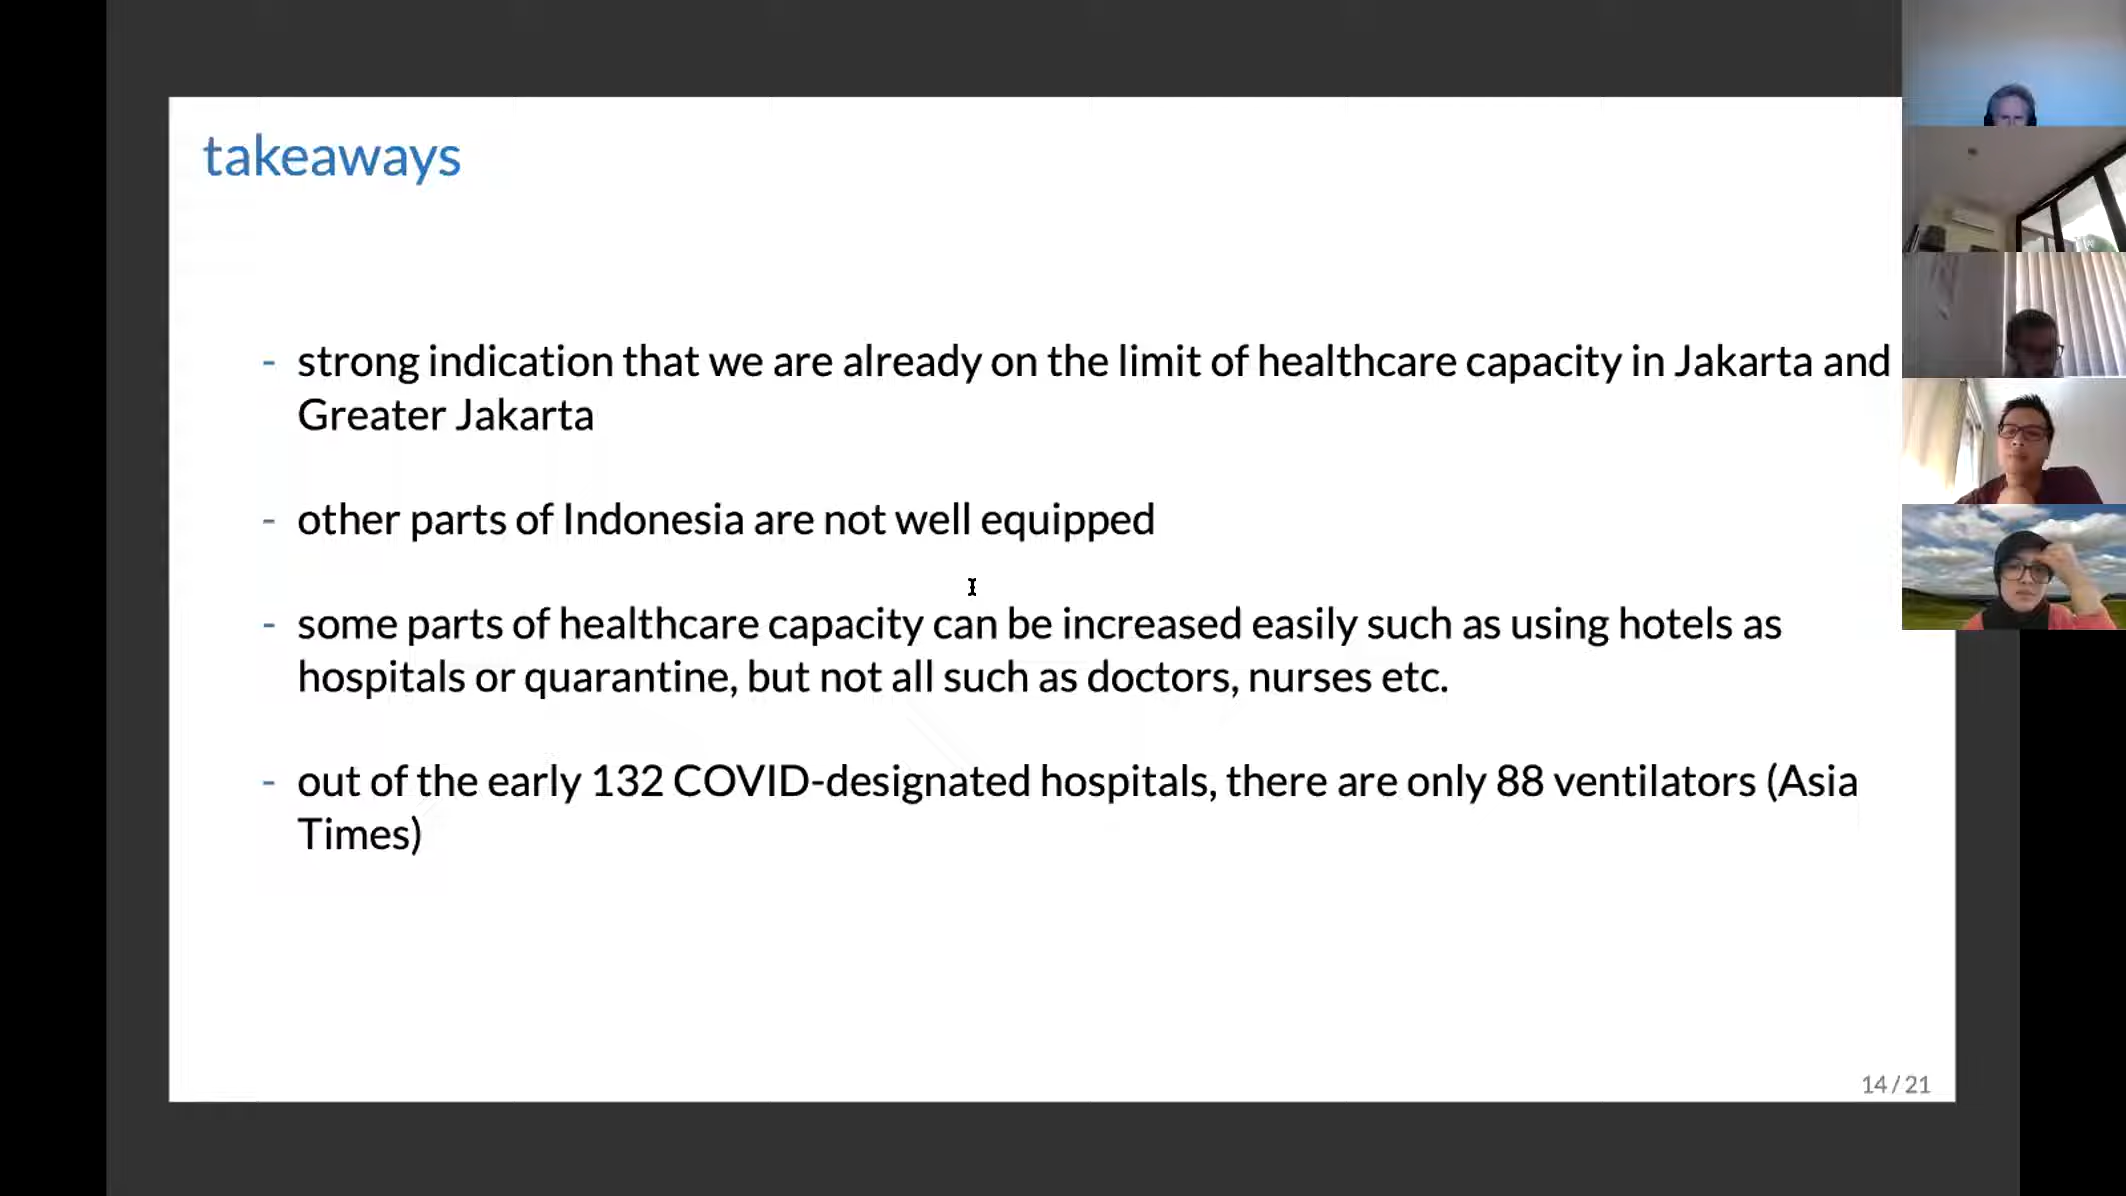 takeaways
- strong indication that we are already on the limit of healthcare capacity in Jakarta and
Greater Jakarta
- other parts of Indonesia are not well equipped
- some parts of healthcare capacity can be increased easily such as using hotels as
hospitals or quarantine, but not all such as doctors, nurses etc.
- out of the early 132 COVID-designated hospitals, there are only 88 ventilators (Asia
Times)
14 / 21